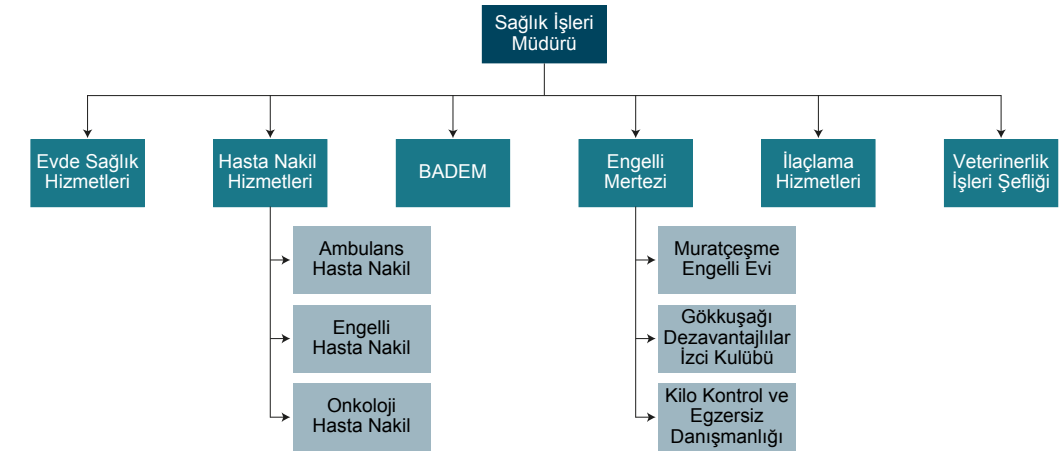 Sağlık İşleri
Müdürü
Evde Sağlık
Hizmetleri
Hasta Nakil
Hizmetleri
BADEM
Engelli
Mertezi
İlaçlama
Hizmetleri
Veterinerlik
İşleri Şefliği
Ambulans
Hasta Nakil
Engelli
Hasta Nakil
Onkoloji
Hasta Nakil
Muratçeşme
Engelli Evi
Gökkuşağı
Dezavantajlılar
İzci Kulübü
Kilo Kontrol ve
Egzersiz
Danışmanlığı